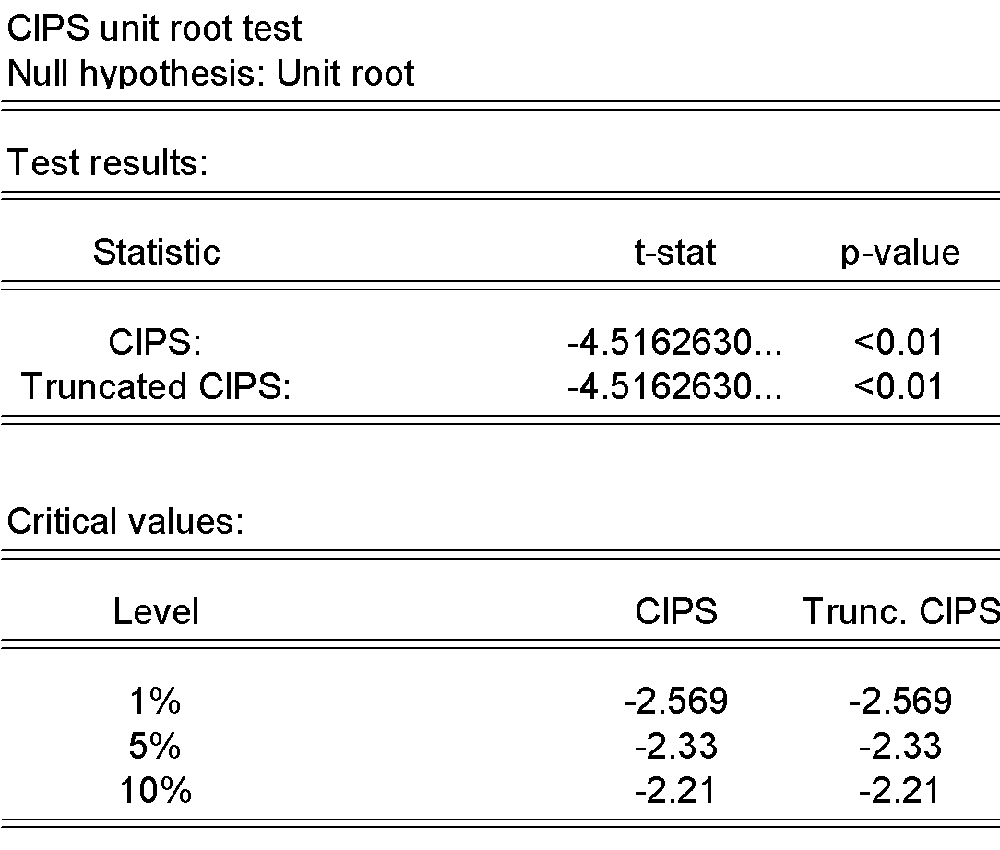 CIPS unit root test
Null hypothesis: Unit root
Test results:
Statistic t-stat p-value
CIPS: -4.5162630... <0.01
Truncated CIPS: -4.5162630... <0.01
Critical values:
Level CIPS Trunc. CIPS
1% -2.569 -2.569
5% -2.33 -2.33
10% -2.21 -2.21